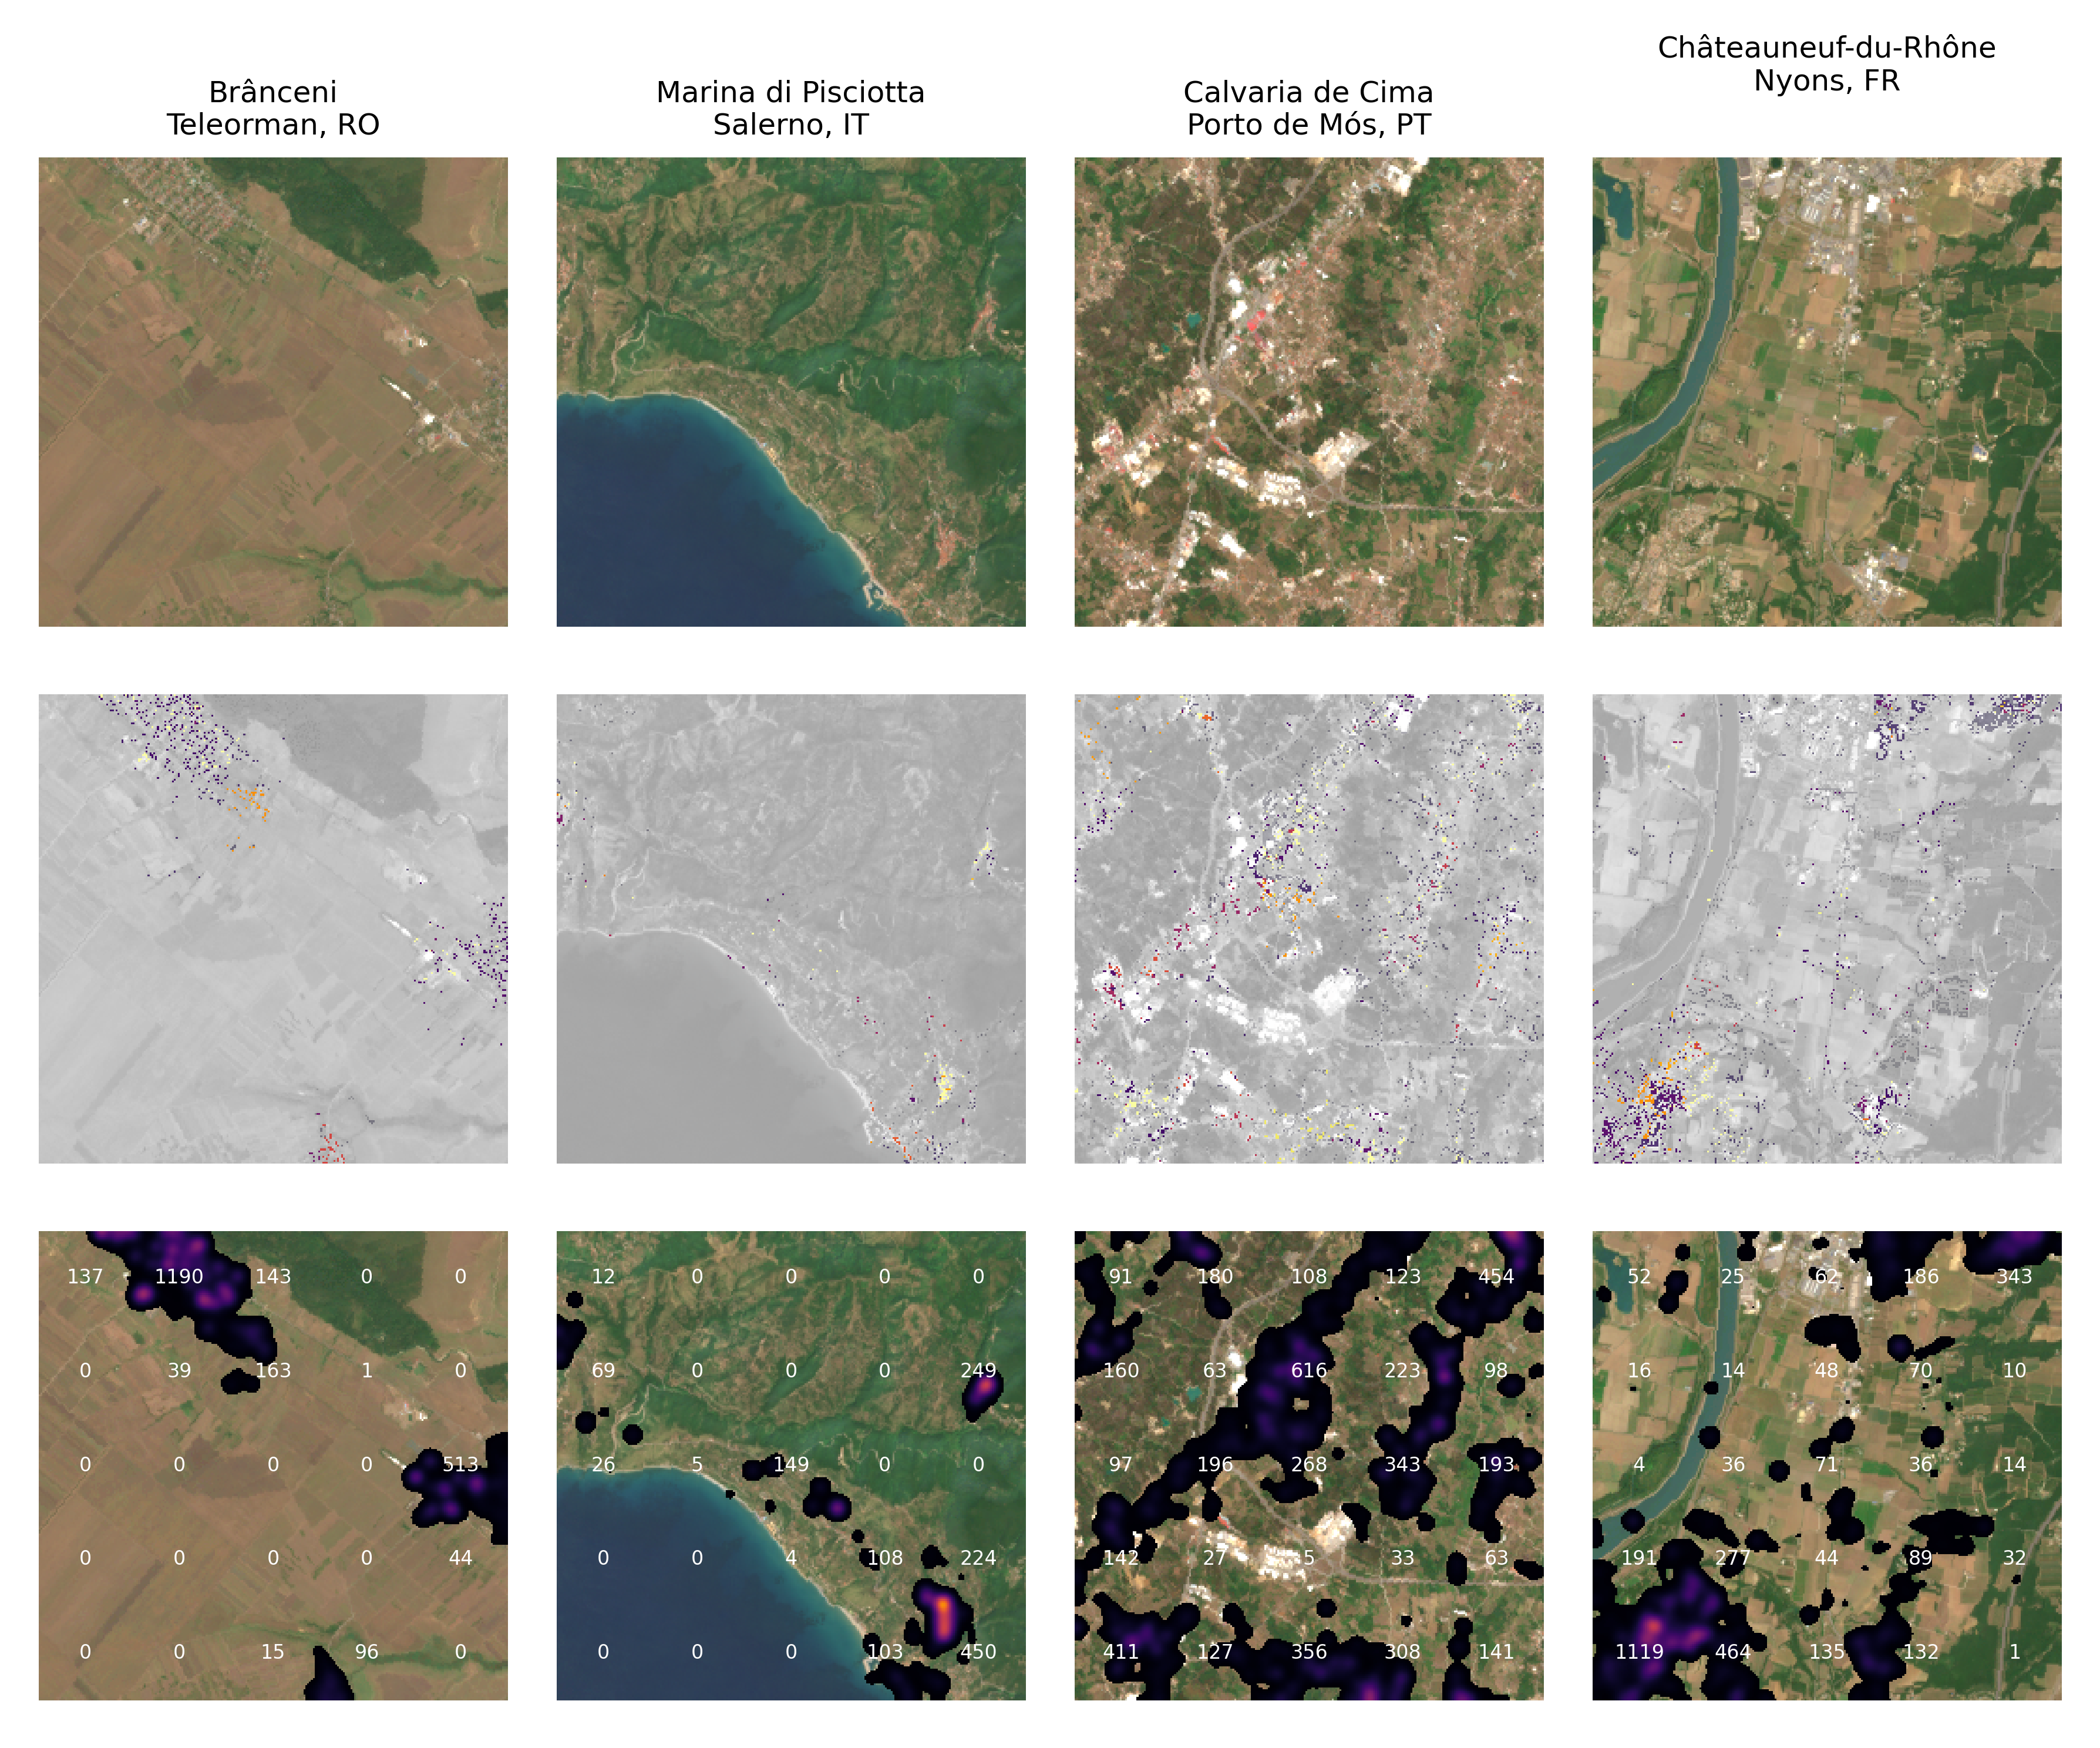 Brânceni
Teleorman, RO
Marina di Pisciotta
Salerno, IT
Calvaria de Cima
Porto de Mós, PT
Châteauneuf-du-Rhône
Nyons, FR
137 1190 143 0 0
0 39 163 1 0
0 0 0 0 513
0 0 0 0 44
0 0 15 96 0
12 0 0 0 0
69 0 0 0 249
26 5 149 0 0
0 0 4 108 224
0 0 0 103 450
91 180 108 123 454
160 63 616 223 98
97 196 268 343 193
142 27 5 33 63
411 127 356 308 141
52 25 62 186 343
16 14 48 70 10
4 36 71 36 14
191 277 44 89 32
1119 464 135 132 1